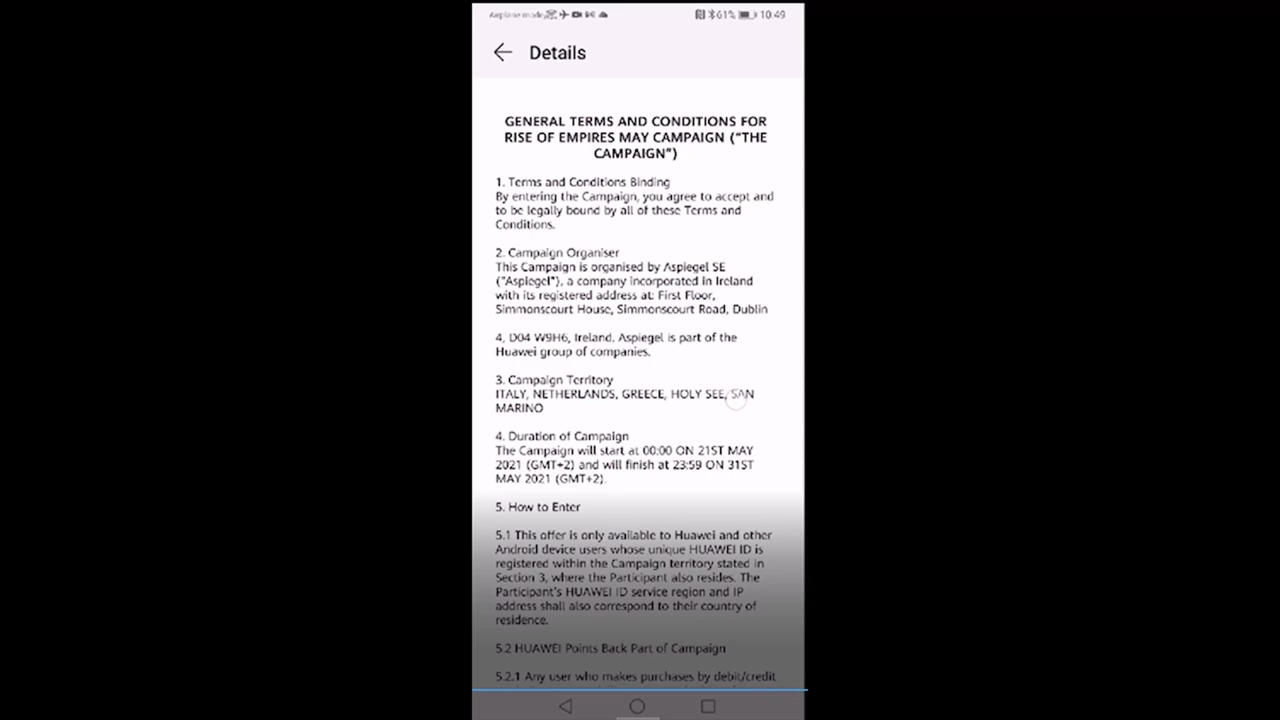 Airplane mode
61% 10:49
Details
GENERAL TERMS AND CONDITIONS FOR
RISE OF EMPIRES MAY CAMPAIGN (“THE
CAMPAIGN”)
1. Terms and Conditions Binding
By entering the Campaign, you agree to accept and
to be legally bound by all of these Terms and
Conditions.
2. Campaign Organiser
This Campaign is organised by Aspiegel SE
("Aspiegel"), a company incorporated in Ireland
with its registered address at: First Floor,
Simmonscourt House, Simmonscourt Road, Dublin
4, D04 W9H6, Ireland. Aspiegel is part of the
Huawei group of companies.
3. Campaign Territory
ITALY, NETHERLANDS, GREECE, HOLY SEE, SAN
MARINO
4. Duration of Campaign
The Campaign will start at 00:00 ON 21ST MAY
2021 (GMT+2) and will finish at 23:59 ON 31ST
MAY 2021 (GMT+2).
5. How to Enter
5.1 This offer is only available to Huawei and other
Android device users whose unique HUAWEI ID is
registered within the Campaign territory stated in
Section 3, where the Participant also resides. The
Participant's HUAWEI ID service region and IP
address shall also correspond to their country of
residence.
5.2 HUAWEI Points Back Part of Campaign
5.2.1 Any user who makes purchases by debit/credit